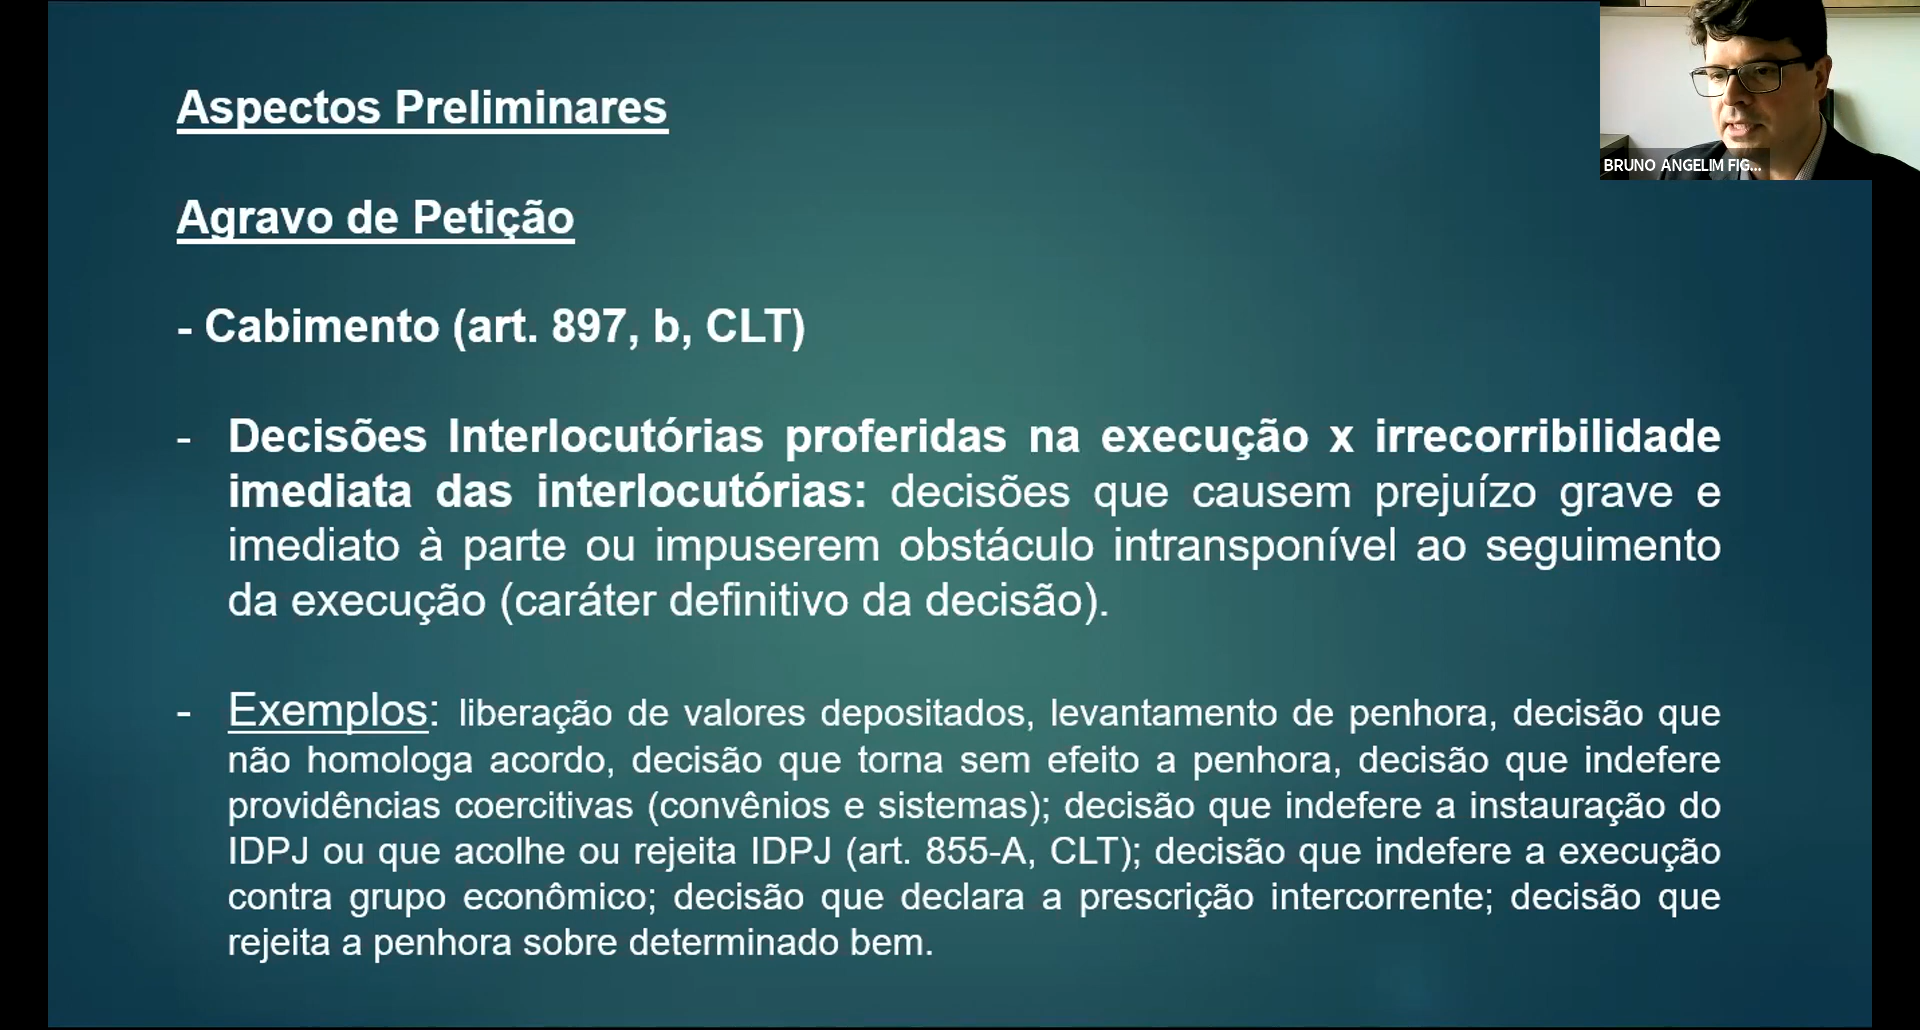 Aspectos Preliminares
BRUNO ANGELIM FIG...
Agravo de Petição
- Cabimento (art. 897, b, CLT)
- Decisões Interlocutórias proferidas na execução x irrecorribilidade
imediata das interlocutórias: decisões que causem prejuízo grave e
imediato à parte ou impuserem obstáculo intransponível ao seguimento
da execução (caráter definitivo da decisão).
- Exemplos: liberação de valores depositados, levantamento de penhora, decisão que
não homologa acordo, decisão que torna sem efeito a penhora, decisão que indefere
providências coercitivas (convênios e sistemas); decisão que indefere a instauração do
IDPJ ou que acolhe ou rejeita IDPJ (art. 855-A, CLT); decisão que indefere a execução
contra grupo econômico; decisão que declara a prescrição intercorrente; decisão que
rejeita a penhora sobre determinado bem.